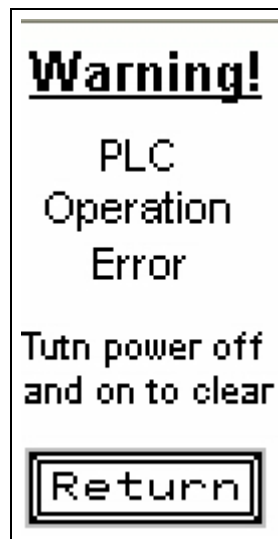 Warning!
PLC
Operation
Error
Tutn power off
and on to clear
Return